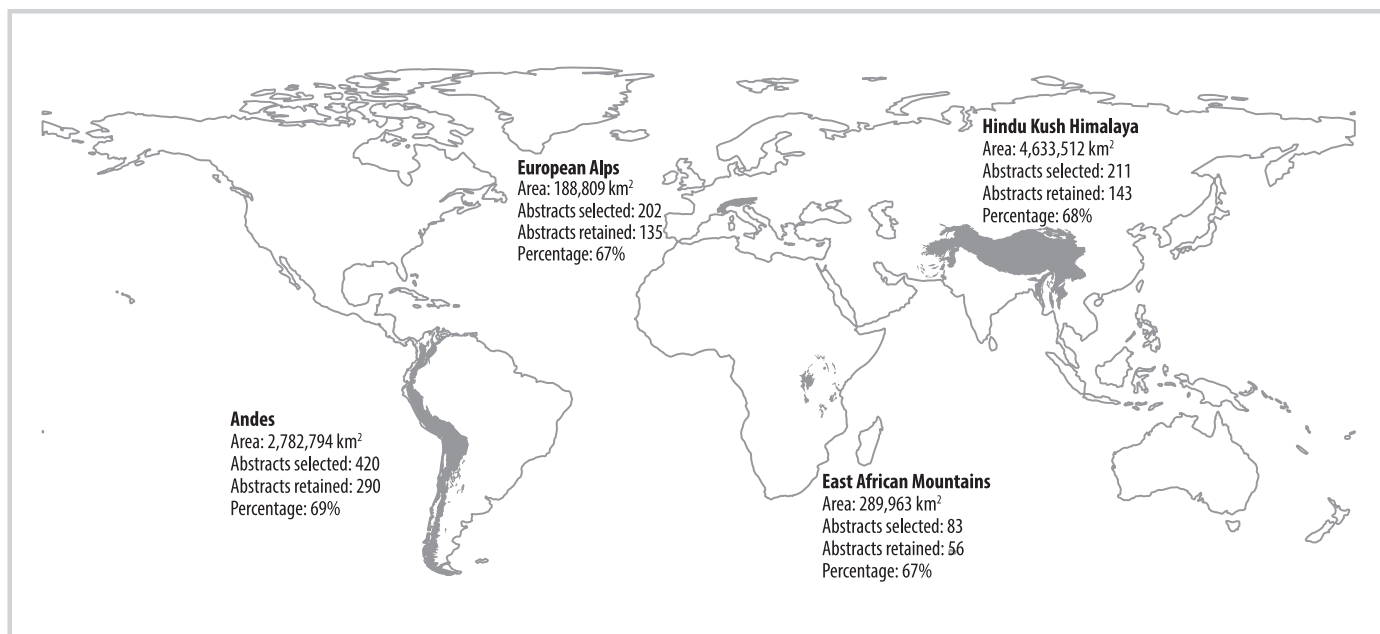 European Alps
Area: 188,809 km²
Abstracts selected: 202
Abstracts retained: 135
Percentage: 67%
Hindu Kush Himalaya
Area: 4,633,512 km²
Abstracts selected: 211
Abstracts retained: 143
Percentage: 68%
Andes
Area: 2,782,794 km²
Abstracts selected: 420
Abstracts retained: 290
Percentage: 69%
East African Mountains
Area: 289,963 km²
Abstracts selected: 83
Abstracts retained: 56
Percentage: 67%